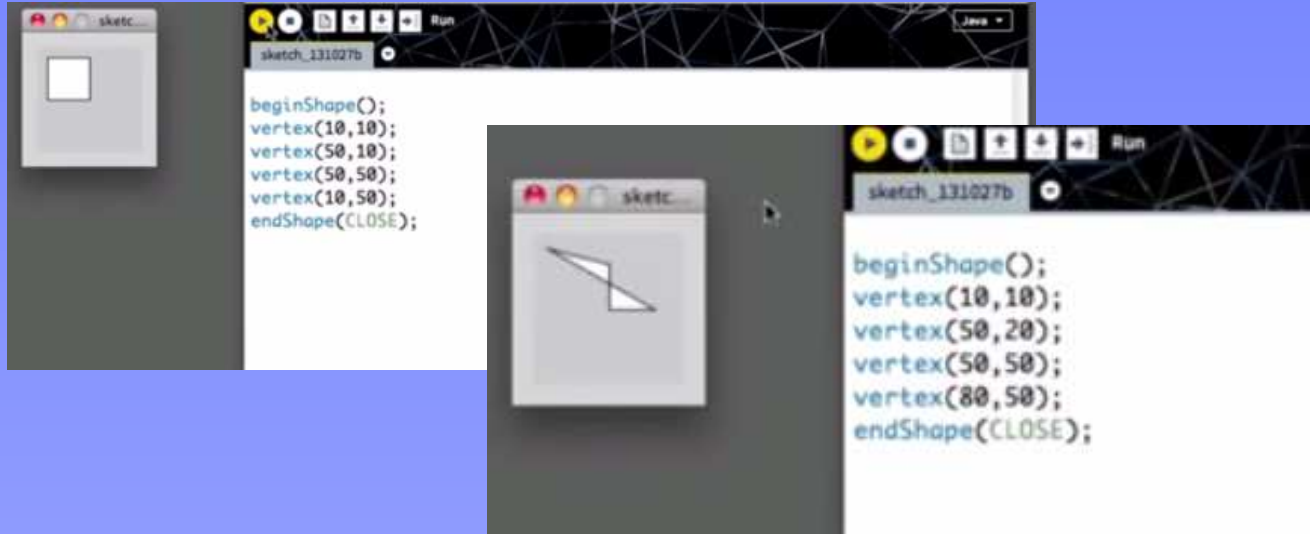 sketc...
Run
Java
sketch_131027b
beginShape();
vertex(10,10);
vertex(50,10);
vertex(50,50);
vertex(10,50);
endShape(CLOSE);
Run
sketch_131027b
sketc...
beginShape();
vertex(10,10);
vertex(50,20);
vertex(50,50);
vertex(80,50);
endShape(CLOSE);